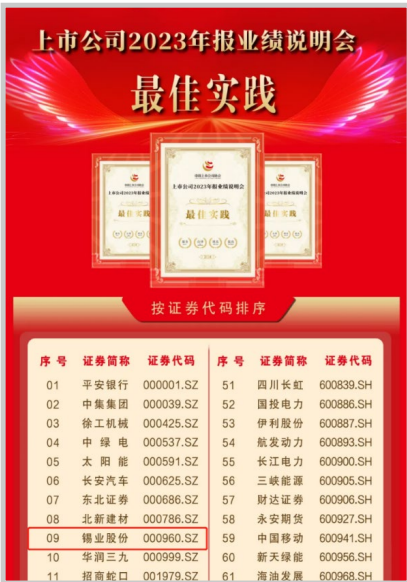 上市公司2023年报业绩说明会
最佳实践
上市公司2023年报业绩说明会
最佳实践
按证券代码排序
序号 证券简称 证券代码 序号 证券简称 证券代码
01 平安银行 000001.SZ 51 四川长虹 600839.SH
02 中集集团 000039.SZ 52 国投电力 600886.SH
03 徐工机械 000425.SZ 53 伊利股份 600887.SH
04 中绿电 000537.SZ 54 航发动力 600893.SH
05 太阳能 000591.SZ 55 长江电力 600900.SH
06 长安汽车 000625.SZ 56 三峡能源 600905.SH
07 东北证券 000686.SZ 57 财达证券 600906.SH
08 北新建材 000786.SZ 58 永安期货 600927.SH
09 锡业股份 000960.SZ 59 中国移动 600941.SH
10 华润三九 000999.SZ 60 新天绿能 600956.SH
11 招商蛇口 001979.SZ 61 海油发展 600968.SH